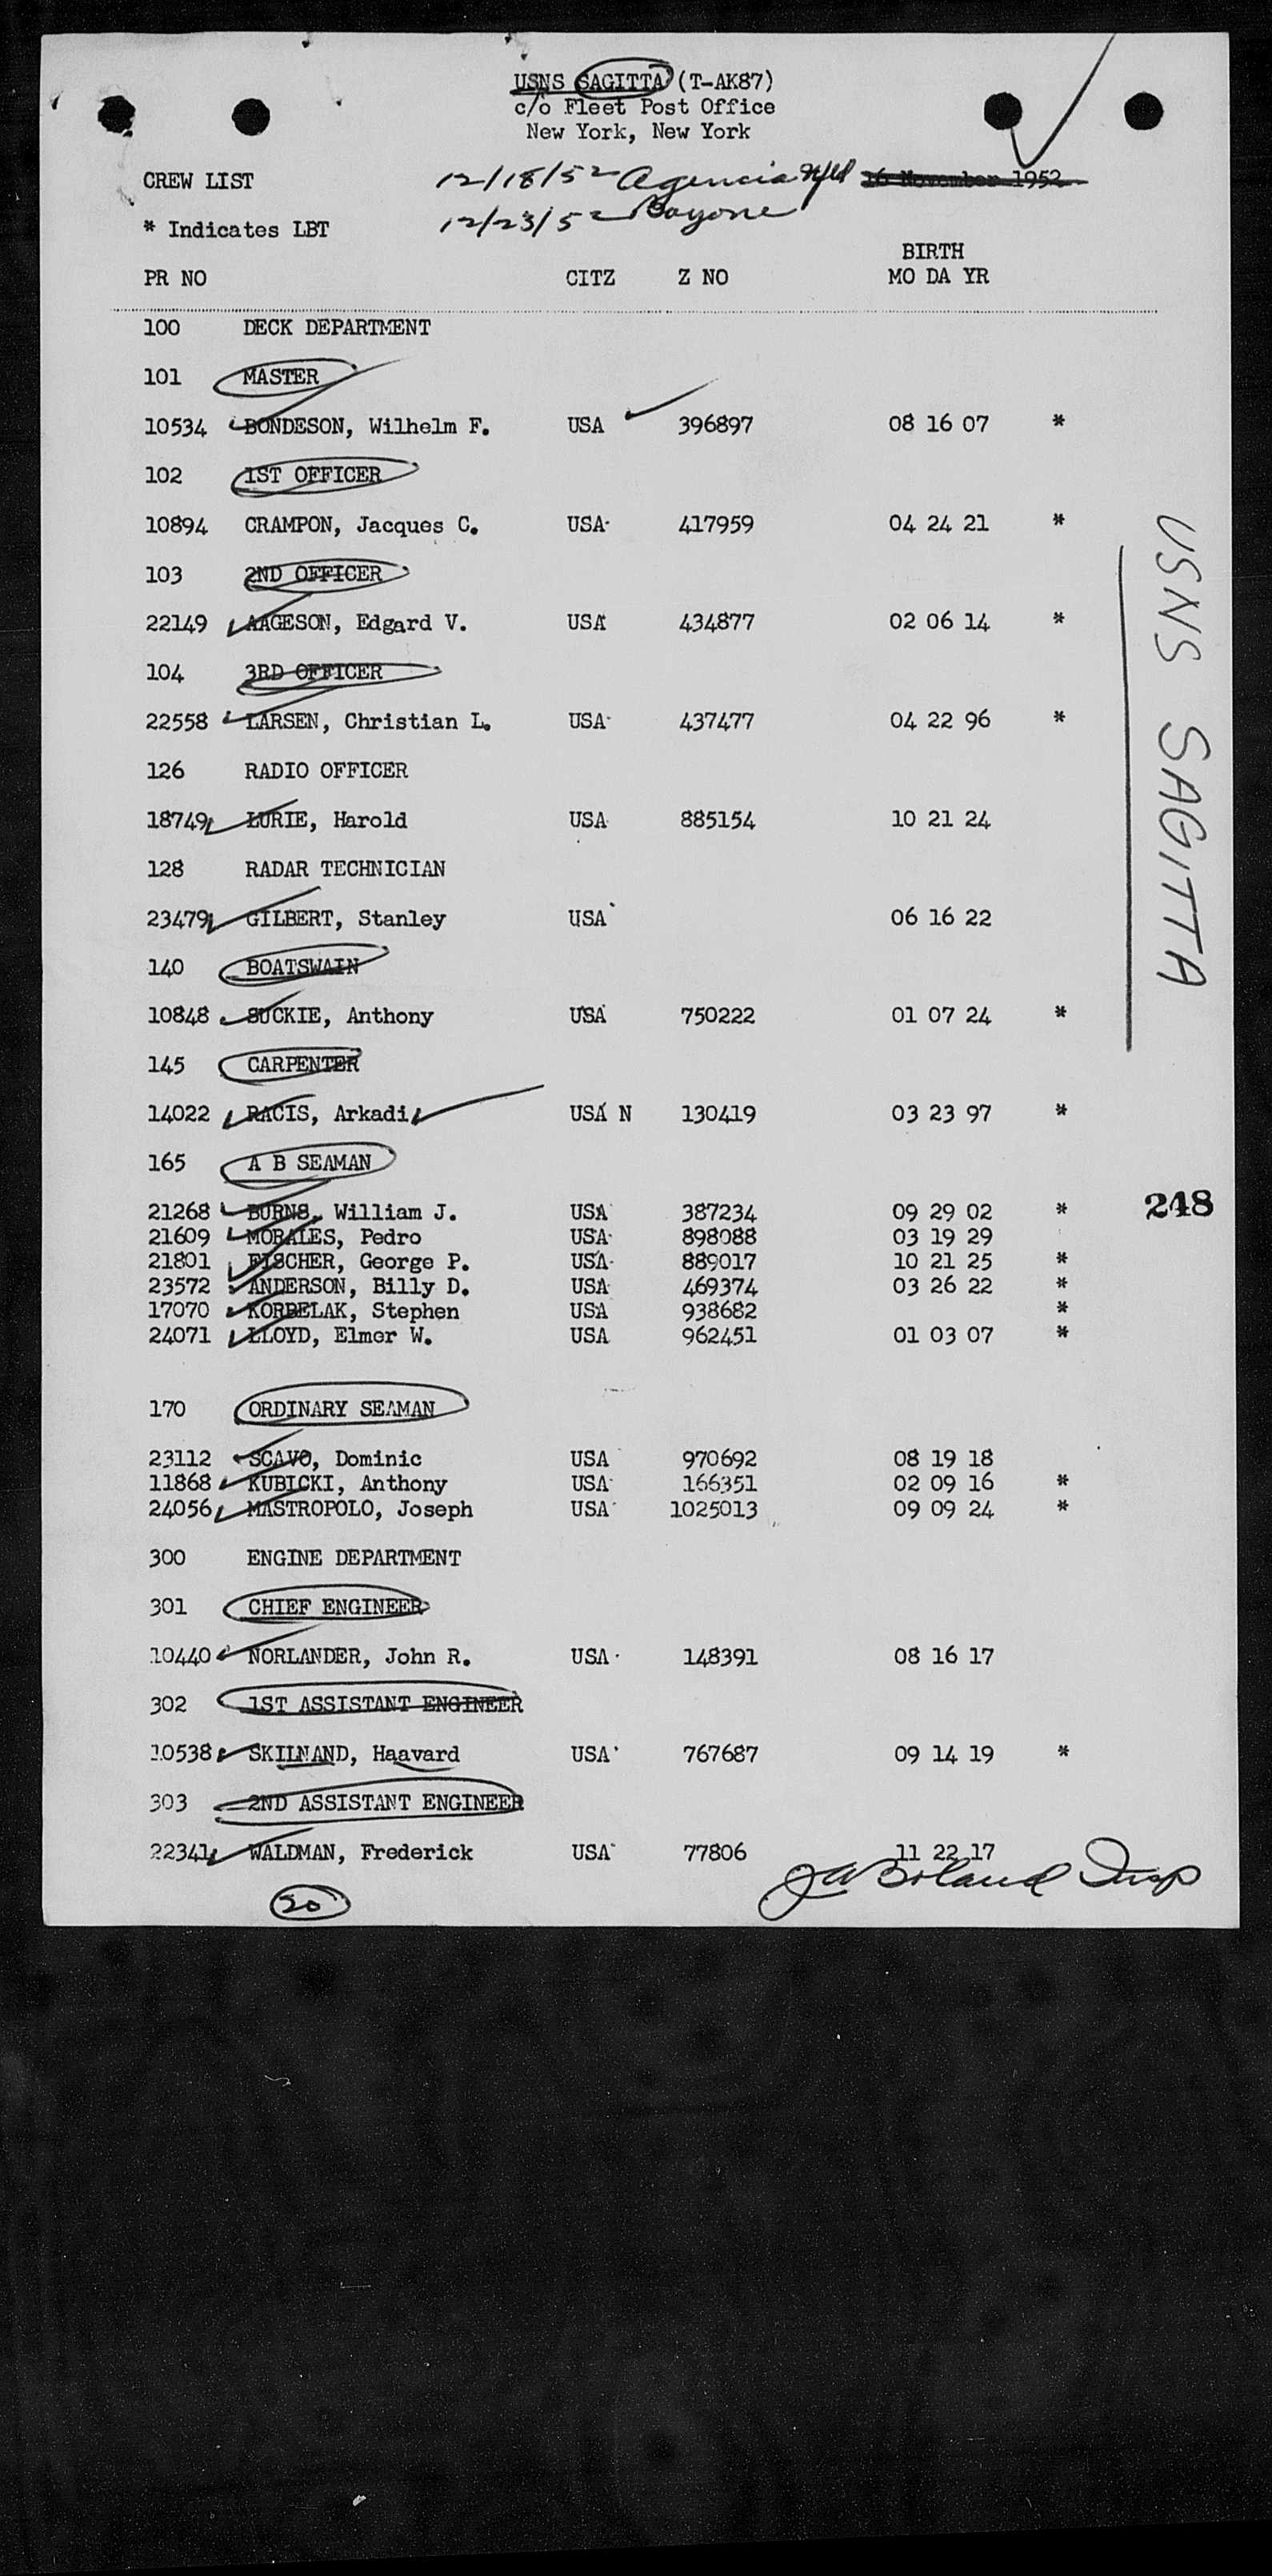 USNS SAGITTA (T-AK87)
c/o Fleet Post Office
New York, New York
CREW LIST 12/18/52 Agencia Nfld 16 November 1952
* Indicates LBT 12/23/52 Bayone
BIRTH
PR NO CITZ Z NO MO DA YR
100 DECK DEPARTMENT
101 MASTER
10534 BONDESON, Wilhelm F. USA 396897 08 16 07 *
102 1ST OFFICER
10894 CRAMPON, Jacques C. USA 417959 04 24 21 *
103 2ND OFFICER
22149 AAGESON, Edgard V. USA 434877 02 06 14 *
104 3RD OFFICER
22558 LARSEN, Christian L. USA 437477 04 22 96 *
126 RADIO OFFICER
18749 LURIE, Harold USA 885154 10 21 24
128 RADAR TECHNICIAN
23479 GILBERT, Stanley USA 06 16 22
140 BOATSWAIN
10848 SUCKIE, Anthony USA 750222 01 07 24 *
145 CARPENTER
14022 RACIS, Arkadi USA N 130419 03 23 97 *
165 A B SEAMAN
21268 BURNS, William J. USA 387234 09 29 02 *
21609 MORALES, Pedro USA 898088 03 19 29
21801 FISCHER, George P. USA 889017 10 21 25 *
23572 ANDERSON, Billy D. USA 469374 03 26 22 *
17070 KORBELAK, Stephen USA 938682 *
24071 LLOYD, Elmer W. USA 962451 01 03 07 *
170 ORDINARY SEAMAN
23112 SCAVO, Dominic USA 970692 08 19 18
11868 KUBICKI, Anthony USA 166351 02 09 16 *
24056 MASTROPOLO, Joseph USA 1025013 09 09 24 *
300 ENGINE DEPARTMENT
301 CHIEF ENGINEER
10440 NORLANDER, John R. USA 148391 08 16 17
302 1ST ASSISTANT ENGINEER
10538 SKILNAND, Haavard USA 767687 09 14 19 *
303 2ND ASSISTANT ENGINEER
22341 WALDMAN, Frederick USA 77806 11 22 17
20
J A Boland Insp
USNS SAGITTA
248